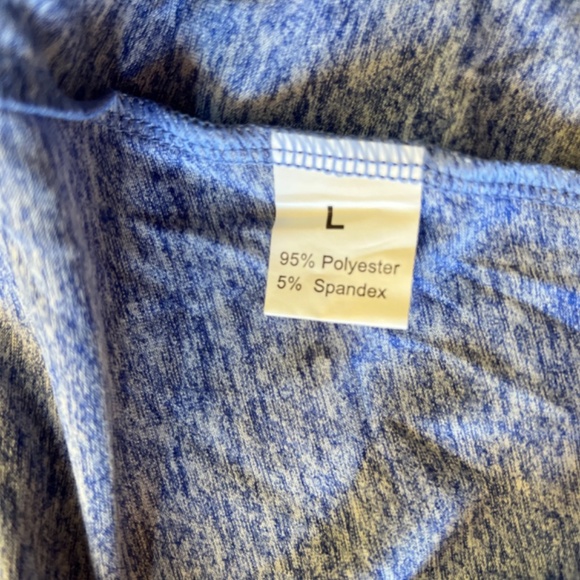 L
95% Polyester
5% Spandex